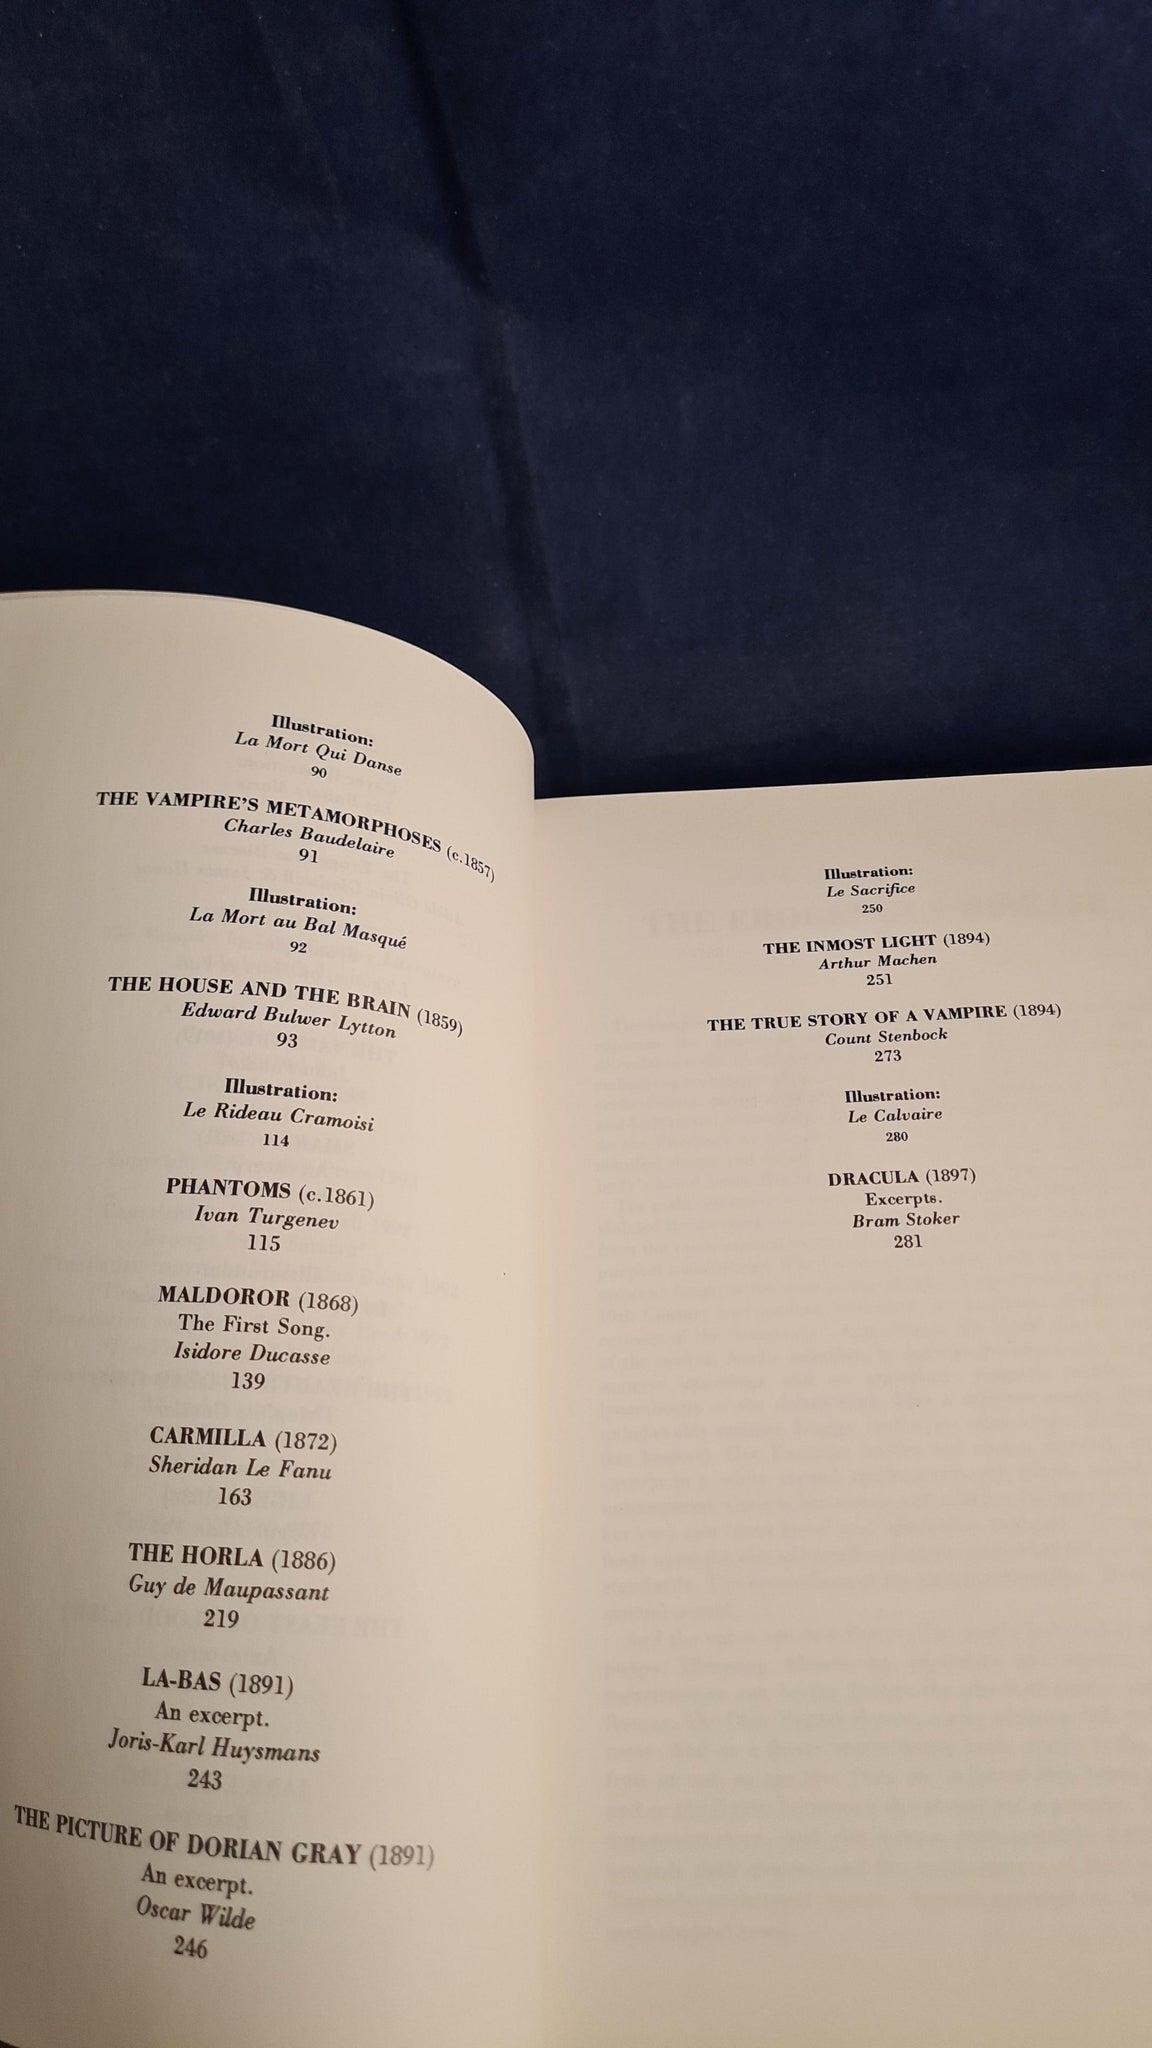 Illustration:
La Mort Qui Danse
90
THE VAMPIRE'S METAMORPHOSES (c.1857)
Charles Baudelaire
91
Illustration:
La Mort au Bal Masqué
92
THE HOUSE AND THE BRAIN (1859)
Edward Bulwer Lytton
93
Illustration:
Le Rideau Cramoisi
114
PHANTOMS (c.1861)
Ivan Turgenev
115
MALDOROR (1868)
The First Song.
Isidore Ducasse
139
CARMILLA (1872)
Sheridan Le Fanu
163
THE HORLA (1886)
Guy de Maupassant
219
LA-BAS (1891)
An excerpt.
Joris-Karl Huysmans
243
THE PICTURE OF DORIAN GRAY (1891)
An excerpt.
Oscar Wilde
246
Illustration:
Le Sacrifice
250
THE INMOST LIGHT (1894)
Arthur Machen
251
THE TRUE STORY OF A VAMPIRE (1894)
Count Stenbock
273
Illustration:
Le Calvaire
280
DRACULA (1897)
Excerpts.
Bram Stoker
281